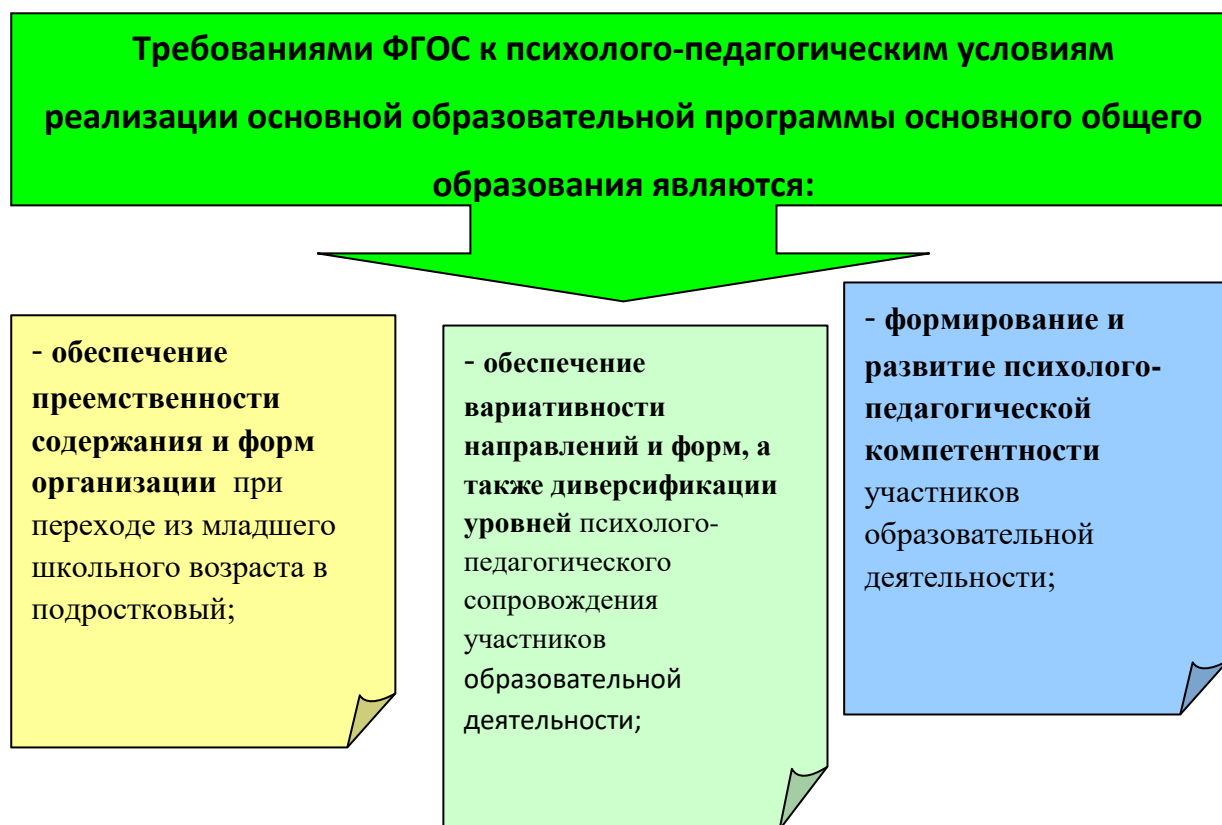 Требованиями ФГОС к психолого-педагогическим условиям
реализации основной образовательной программы основного общего
образования являются:
- обеспечение
преемственности
содержания и форм
организации при
переходе из младшего
школьного возраста в
подростковый;
- обеспечение
вариативности
направлений и форм, а
также диверсификации
уровней психолого-
педагогического
сопровождения
участников
образовательной
деятельности;
- формирование и
развитие психолого-
педагогической
компетентности
участников
образовательной
деятельности;